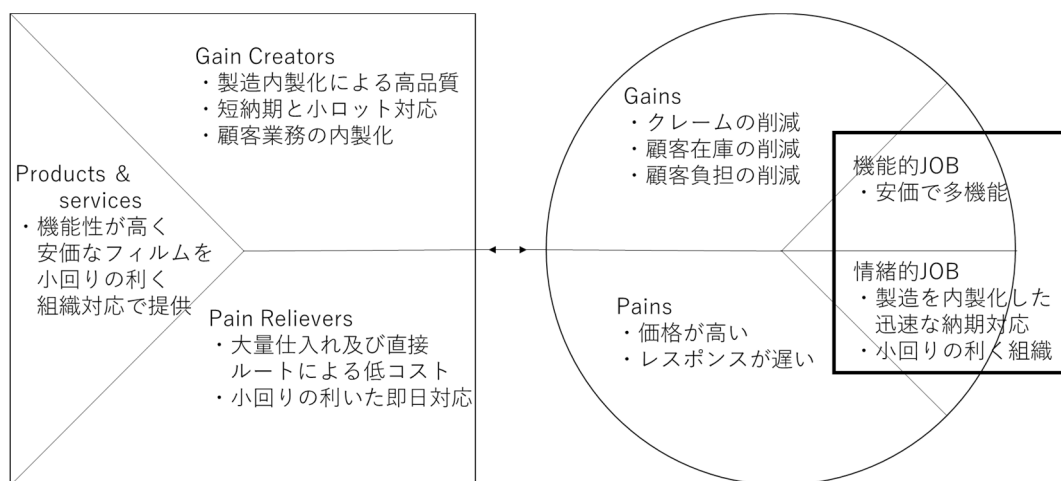 Gain Creators
・製造内製化による高品質
・短納期と小ロット対応
・顧客業務の内製化
Products &
services
・機能性が高く
安価なフィルムを
小回りの利く
組織対応で提供
Pain Relievers
・大量仕入れ及び直接
ルートによる低コスト
・小回りの利いた即日対応
Gains
・クレームの削減
・顧客在庫の削減
・顧客負担の削減
機能的JOB
・安価で多機能
情緒的JOB
・製造を内製化した
迅速な納期対応
・小回りの利く組織
Pains
・価格が高い
・レスポンスが遅い